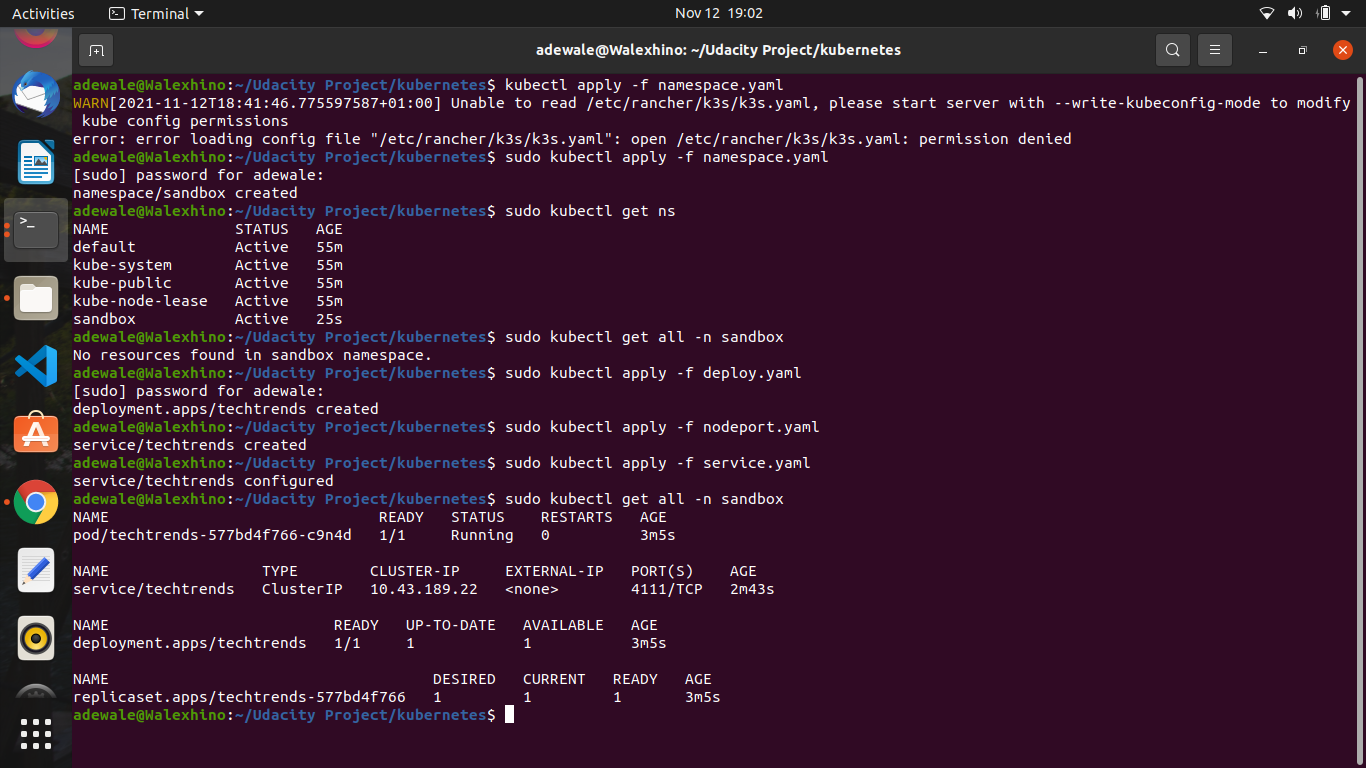 Activities Terminal Nov 12 19:02
adewale@Walexhino: ~/Udacity Project/kubernetes
adewale@Walexhino:~/Udacity Project/kubernetes$ kubectl apply -f namespace.yaml
WARN[2021-11-12T18:41:46.775597587+01:00] Unable to read /etc/rancher/k3s/k3s.yaml, please start server with --write-kubeconfig-mode to modify
kube config permissions
error: error loading config file "/etc/rancher/k3s/k3s.yaml": open /etc/rancher/k3s/k3s.yaml: permission denied
adewale@Walexhino:~/Udacity Project/kubernetes$ sudo kubectl apply -f namespace.yaml
[sudo] password for adewale:
namespace/sandbox created
adewale@Walexhino:~/Udacity Project/kubernetes$ sudo kubectl get ns
NAME STATUS AGE
default Active 55m
kube-system Active 55m
kube-public Active 55m
kube-node-lease Active 55m
sandbox Active 25s
adewale@Walexhino:~/Udacity Project/kubernetes$ sudo kubectl get all -n sandbox
No resources found in sandbox namespace.
adewale@Walexhino:~/Udacity Project/kubernetes$ sudo kubectl apply -f deploy.yaml
[sudo] password for adewale:
deployment.apps/techtrends created
adewale@Walexhino:~/Udacity Project/kubernetes$ sudo kubectl apply -f nodeport.yaml
service/techtrends created
adewale@Walexhino:~/Udacity Project/kubernetes$ sudo kubectl apply -f service.yaml
service/techtrends configured
adewale@Walexhino:~/Udacity Project/kubernetes$ sudo kubectl get all -n sandbox
NAME READY STATUS RESTARTS AGE
pod/techtrends-577bd4f766-c9n4d 1/1 Running 0 3m5s
NAME TYPE CLUSTER-IP EXTERNAL-IP PORT(S) AGE
service/techtrends ClusterIP 10.43.189.22 <none> 4111/TCP 2m43s
NAME READY UP-TO-DATE AVAILABLE AGE
deployment.apps/techtrends 1/1 1 1 3m5s
NAME DESIRED CURRENT READY AGE
replicaset.apps/techtrends-577bd4f766 1 1 1 3m5s
adewale@Walexhino:~/Udacity Project/kubernetes$